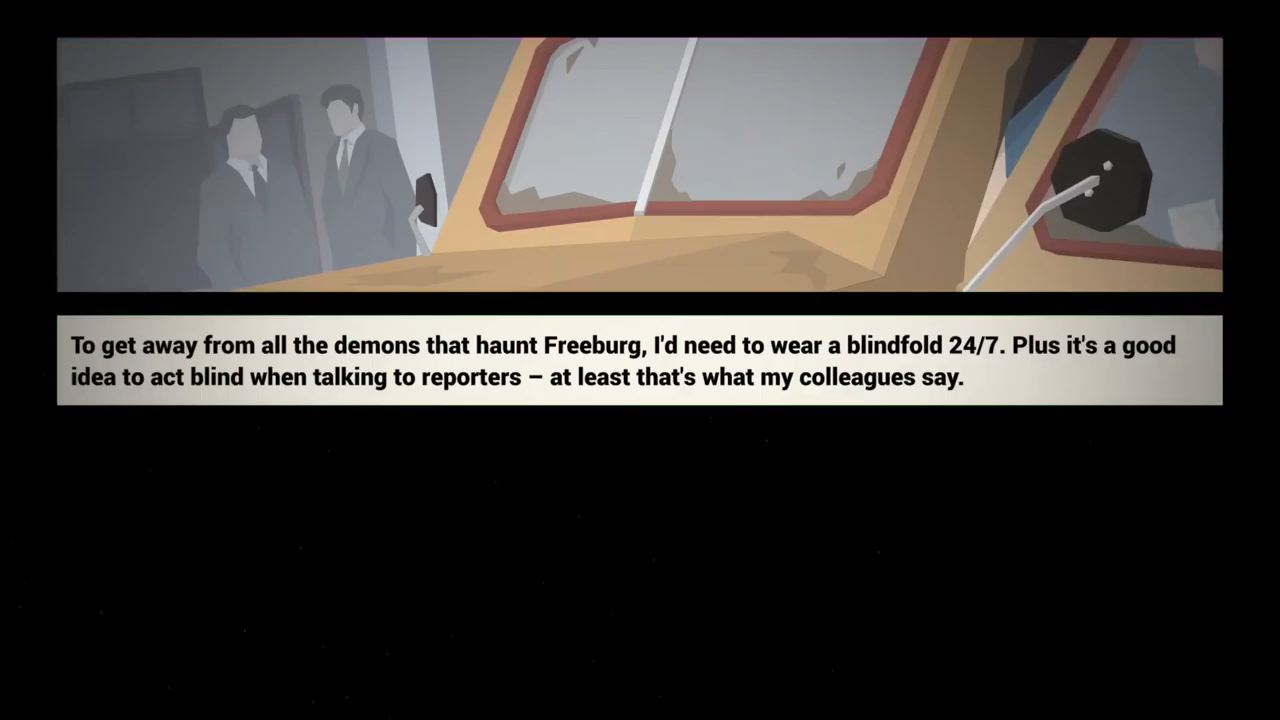 To get away from all the demons that haunt Freeburg, I'd need to wear a blindfold 24/7. Plus it's a good
idea to act blind when talking to reporters – at least that's what my colleagues say.